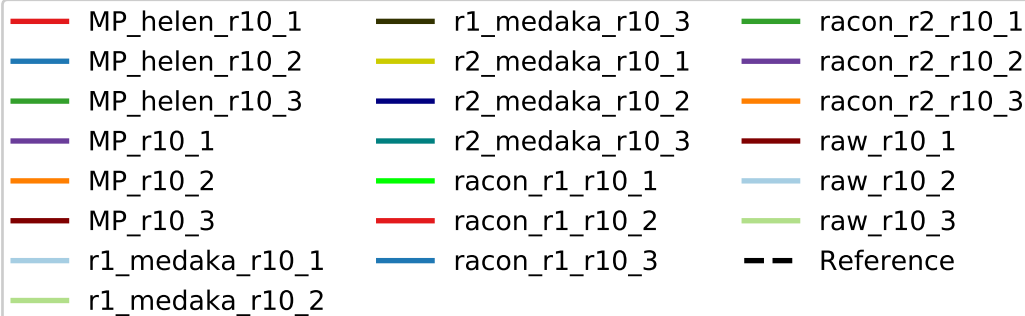 MP_helen_r10_1
MP_helen_r10_2
MP_helen_r10_3
MP_r10_1
MP_r10_2
MP_r10_3
r1_medaka_r10_1
r1_medaka_r10_2
r1_medaka_r10_3
r2_medaka_r10_1
r2_medaka_r10_2
r2_medaka_r10_3
racon_r1_r10_1
racon_r1_r10_2
racon_r1_r10_3
racon_r2_r10_1
racon_r2_r10_2
racon_r2_r10_3
raw_r10_1
raw_r10_2
raw_r10_3
Reference